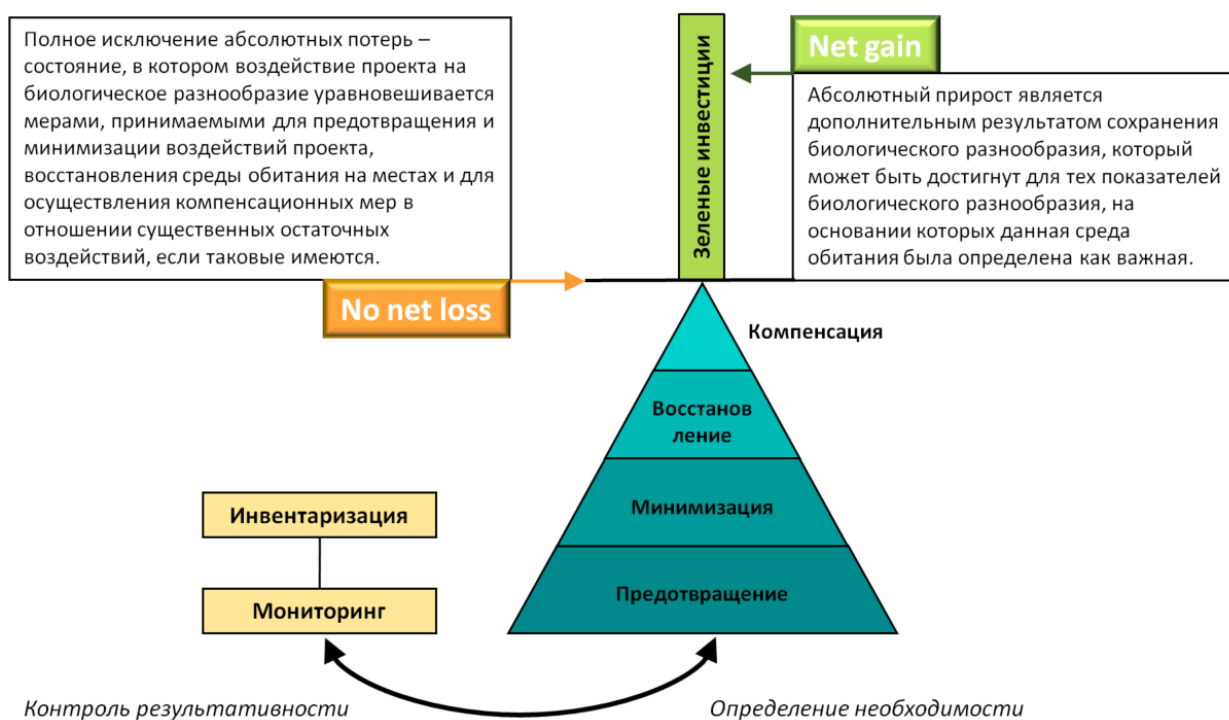 Полное исключение абсолютных потерь –
состояние, в котором воздействие проекта на
биологическое разнообразие уравновешивается
мерами, принимаемыми для предотвращения и
минимизации воздействий проекта,
восстановления среды обитания на местах и для
осуществления компенсационных мер в
отношении существенных остаточных
воздействий, если таковые имеются.
No net loss
Зеленые инвестиции
Net gain
Абсолютный прирост является
дополнительным результатом сохранения
биологического разнообразия, который
может быть достигнут для тех показателей
биологического разнообразия, на
основании которых данная среда
обитания была определена как важная.
Компенсация
Восстанов
ление
Минимизация
Предотвращение
Инвентаризация
Мониторинг
Контроль результативности
Определение необходимости